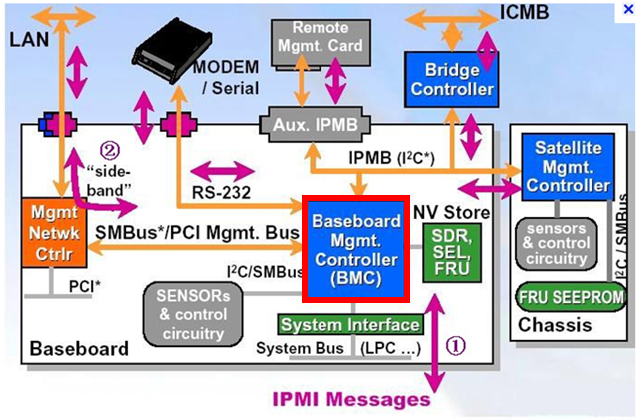 LAN
MODEM
/ Serial
Remote
Mgmt. Card
ICMB
Bridge
Controller
Aux. IPMB
IPMB (I²C*)
②
“side-
band”
RS-232
Satellite
Mgmt.
Controller
Mgmt
Netwk
Ctrlr
SMBus*/PCI Mgmt. Bus
Baseboard
Mgmt.
Controller
(BMC)
NV Store
SDR,
SEL,
FRU
sensors
& control
circuitry
I²C / SMBus
PCI*
I²C/SMBus
SENSORs
& control
circuitry
FRU SEEPROM
Chassis
System Interface
System Bus
(LPC ...)
①
Baseboard
IPMI Messages